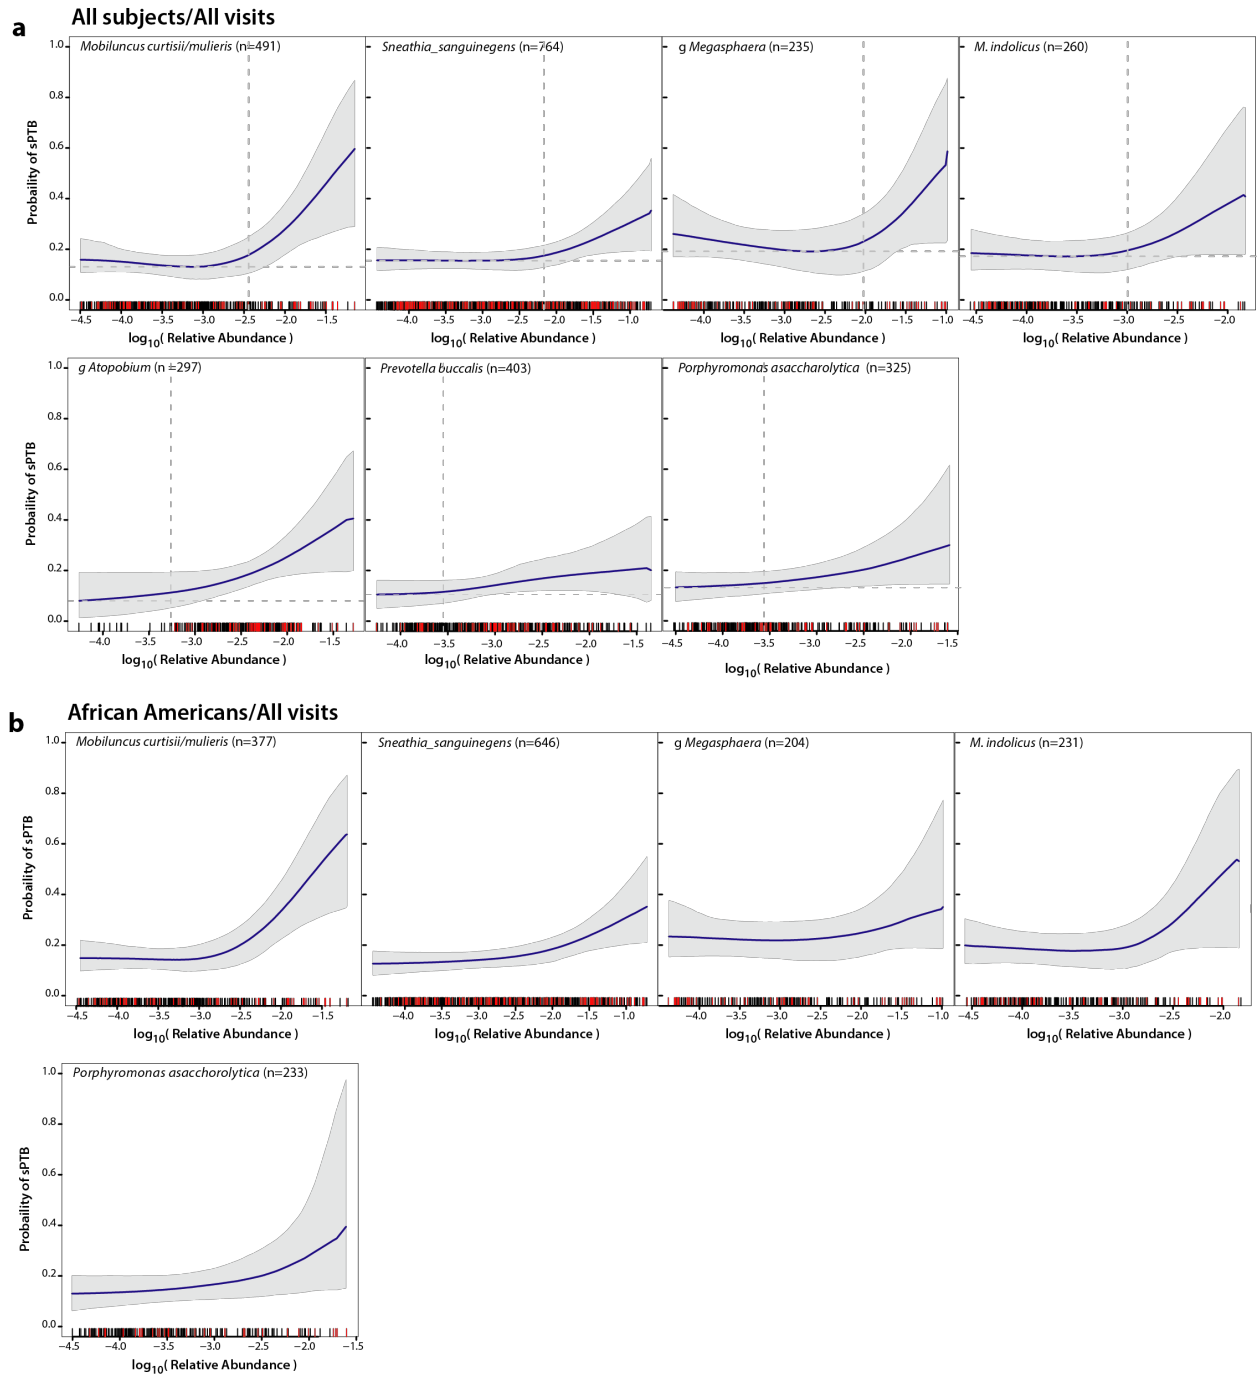 a
All subjects/All visits
Mobiluncus curtisii/mulieris (n=491)
Sneathia_sanguinegens (n=764)
g Megasphaera (n=235)
M. indolicus (n=260)
Probaility of sPTB
1.0
0.8
0.6
0.4
0.2
0.0
−4.5 −4.0 −3.5 −3.0 −2.5 −2.0 −1.5
−4.0 −3.5 −3.0 −2.5 −2.0 −1.5 −1.0
−4.0 −3.5 −3.0 −2.5 −2.0 −1.5 −1.0
−4.5 −4.0 −3.5 −3.0 −2.5 −2.0
log10( Relative Abundance )
log10( Relative Abundance )
log10( Relative Abundance )
log10( Relative Abundance )
g Atopobium (n =297)
Prevotella buccalis (n=403)
Porphyromonas asaccharolytica (n=325)
Probaility of sPTB
1.0
0.8
0.6
0.4
0.2
0.0
−4.0 −3.5 −3.0 −2.5 −2.0 −1.5
−4.0 −3.5 −3.0 −2.5 −2.0 −1.5
−4.5 −4.0 −3.5 −3.0 −2.5 −2.0 −1.5
log10( Relative Abundance )
log10( Relative Abundance )
log10( Relative Abundance )
b
African Americans/All visits
Mobiluncus curtisii/mulieris (n=377)
Sneathia_sanguinegens (n=646)
g Megasphaera (n=204)
M. indolicus (n=231)
Probaility of sPTB
1.0
0.8
0.6
0.4
0.2
0.0
−4.5 −4.0 −3.5 −3.0 −2.5 −2.0 −1.5
−4.0 −3.5 −3.0 −2.5 −2.0 −1.5 −1.0
−4.0 −3.5 −3.0 −2.5 −2.0 −1.5 −1.0
−4.5 −4.0 −3.5 −3.0 −2.5 −2.0
log10( Relative Abundance )
log10( Relative Abundance )
log10( Relative Abundance )
log10( Relative Abundance )
Porphyromonas asacchorolytica (n=233)
Probaility of sPTB
1.0
0.8
0.6
0.4
0.2
0.0
−4.5 −4.0 −3.5 −3.0 −2.5 −2.0 −1.5
log10( Relative Abundance )